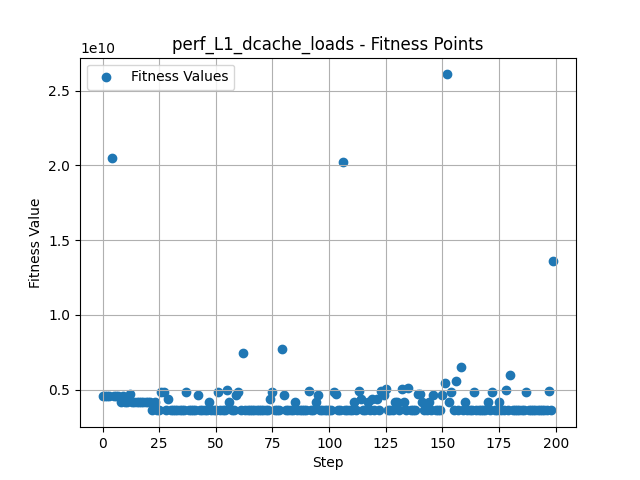 perf_L1_dcache_loads - Fitness Points
1e10
Fitness Values
2.5
2.0
1.5
1.0
0.5
Fitness Value
0 25 50 75 100 125 150 175 200
Step